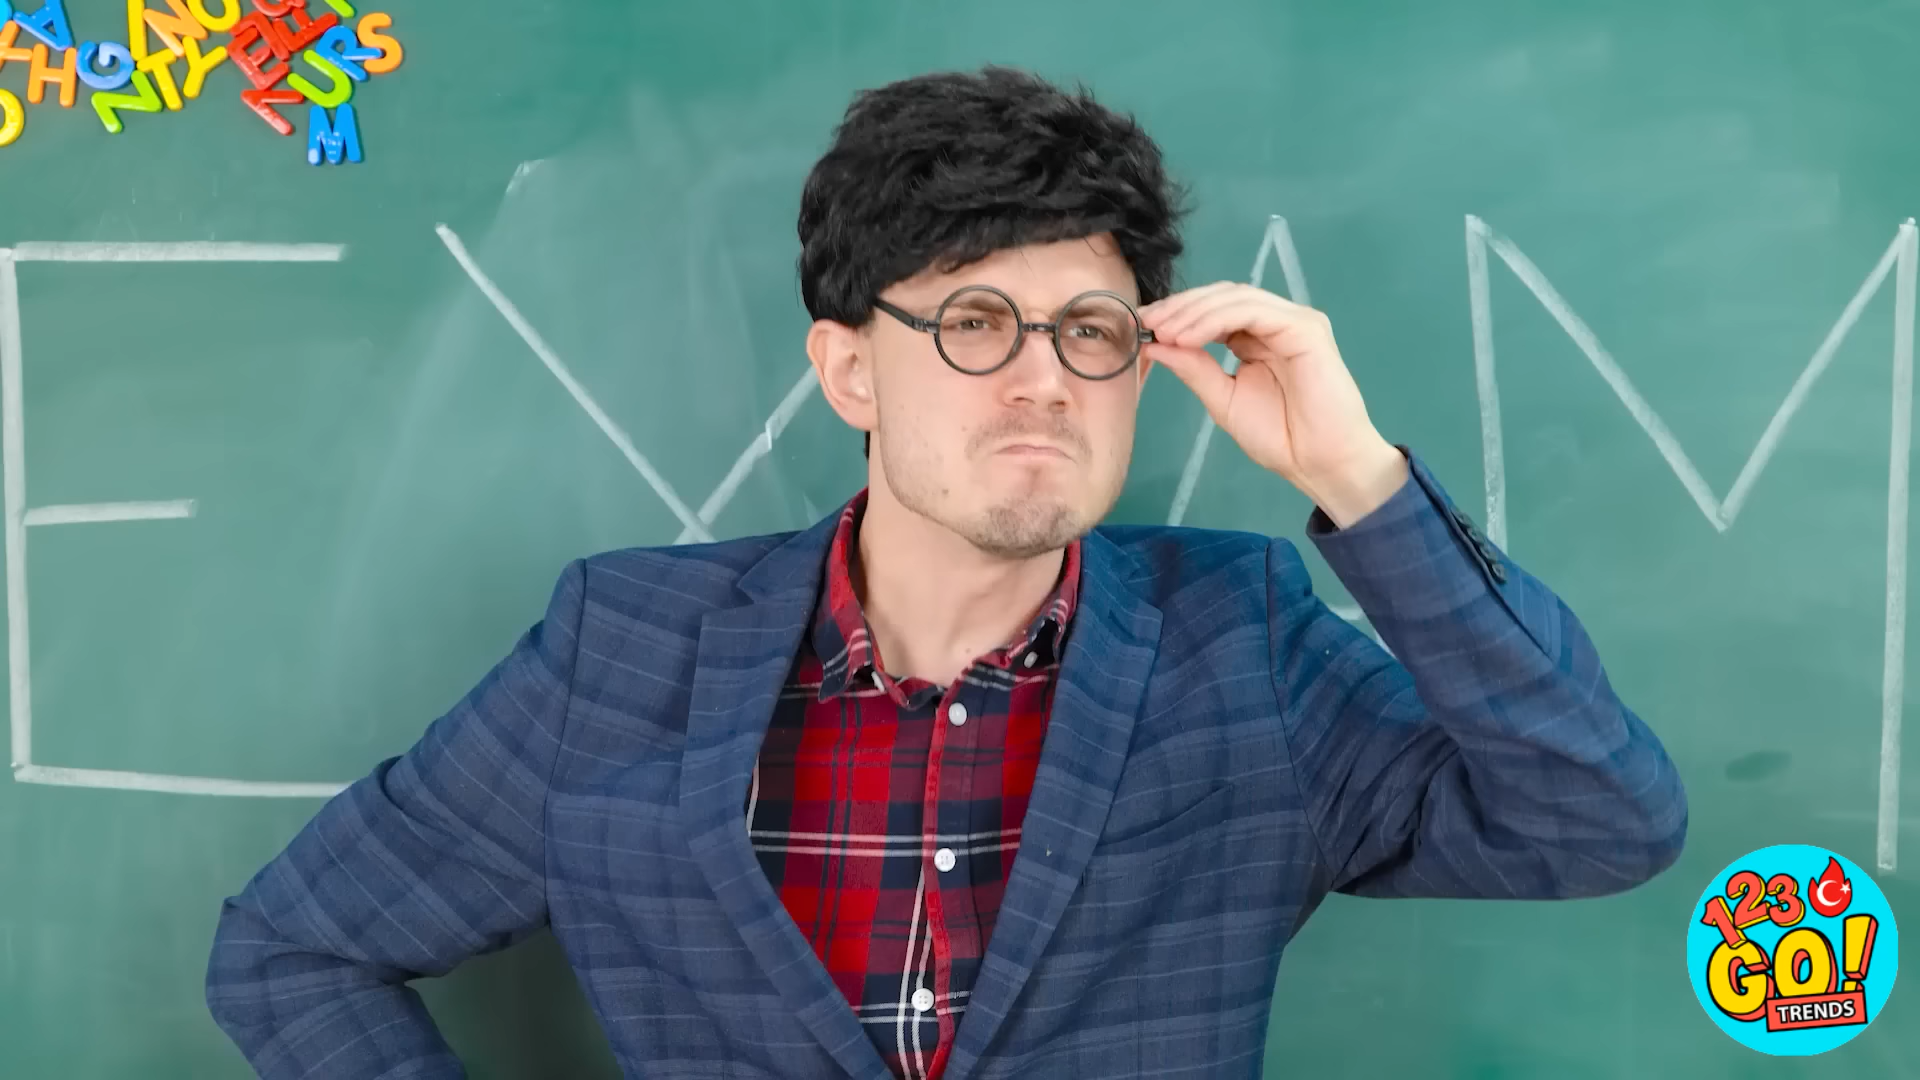 EXAM
A N O
H G N T Y E E U R S
N Z M
123
GO!
TRENDS